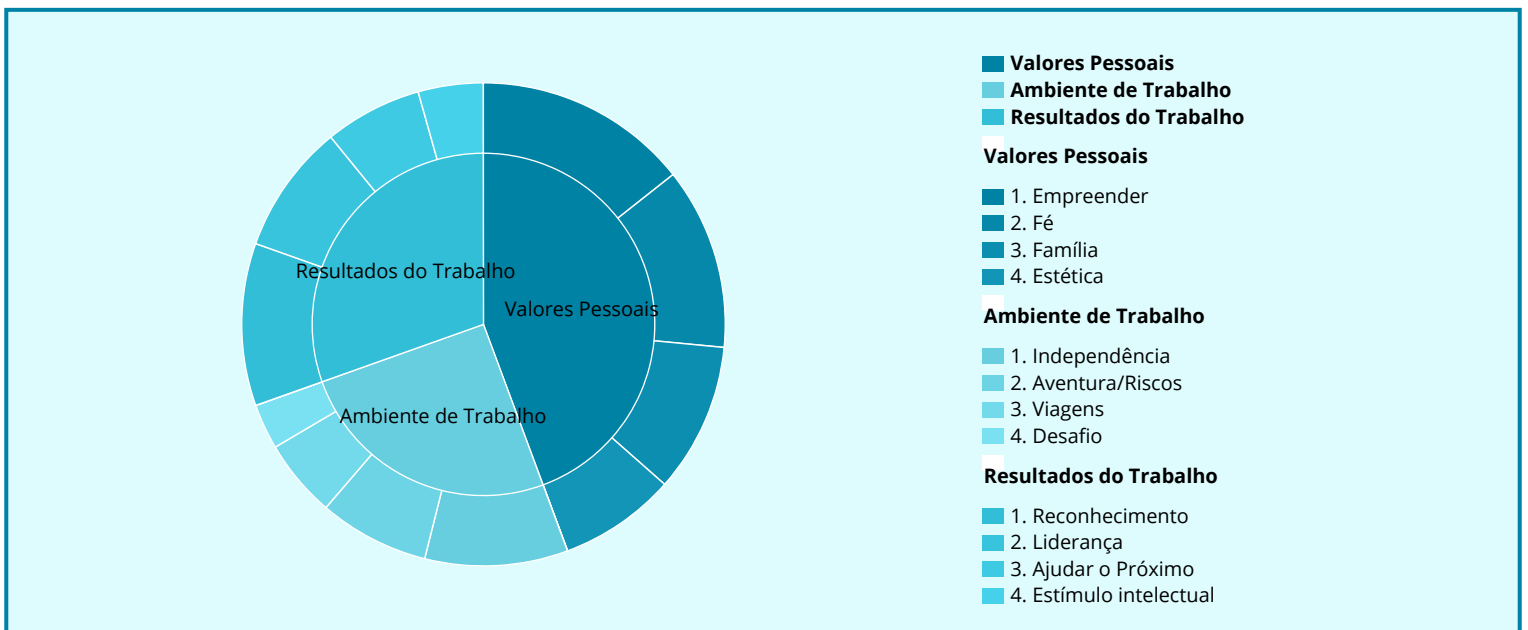 Resultados do Trabalho
Valores Pessoais
Ambiente de Trabalho
Valores Pessoais
Ambiente de Trabalho
Resultados do Trabalho
Valores Pessoais
1. Empreender
2. Fé
3. Família
4. Estética
Ambiente de Trabalho
1. Independência
2. Aventura/Riscos
3. Viagens
4. Desafio
Resultados do Trabalho
1. Reconhecimento
2. Liderança
3. Ajudar o Próximo
4. Estímulo intelectual